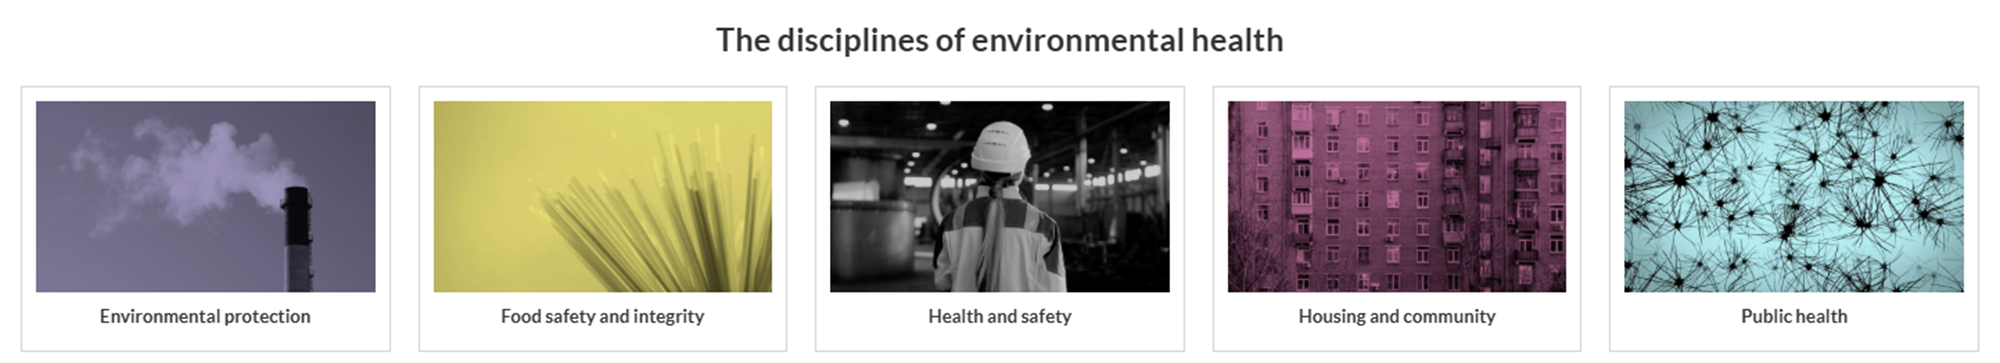 The disciplines of environmental health
Environmental protection
Food safety and integrity
Health and safety
Housing and community
Public health